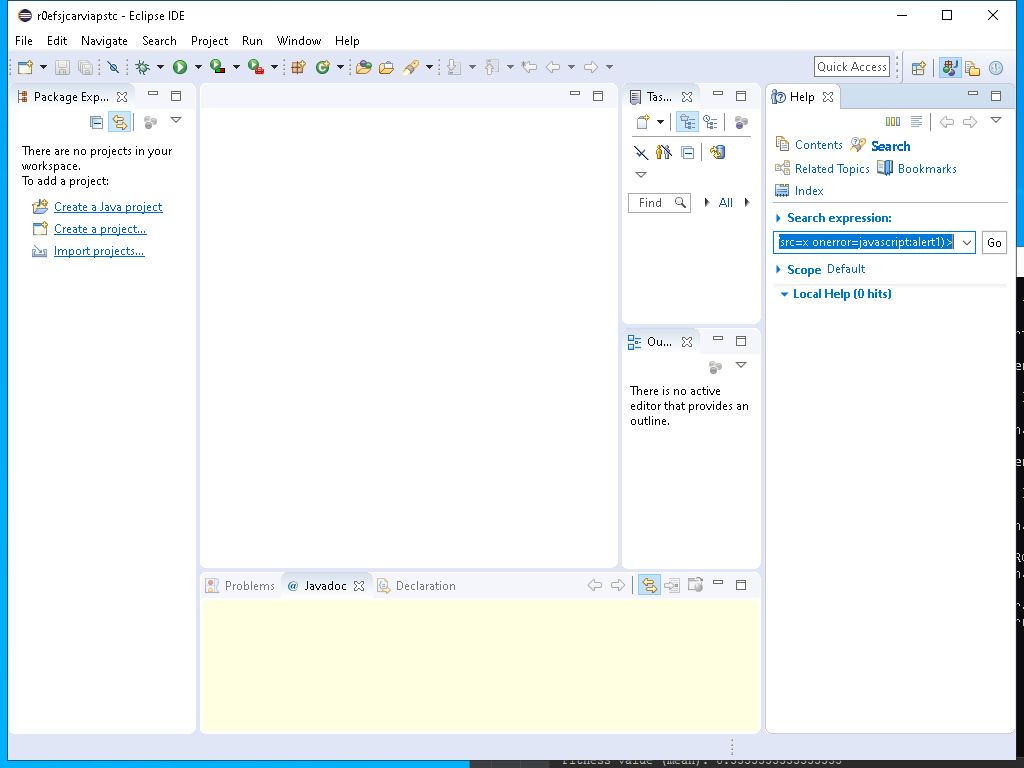 r0efsjcarviapstc - Eclipse IDE
File Edit Navigate Search Project Run Window Help
Quick Access
Package Exp...
Tas...
Help
There are no projects in your
workspace.
To add a project:
Create a Java project
Create a project...
Import projects...
Find
All
Contents
Search
Related Topics
Bookmarks
Index
Search expression:
src=x onerror=javascript:alert1)>
Go
Scope Default
Local Help (0 hits)
Ou...
There is no active
editor that provides an
outline.
Problems
@ Javadoc
Declaration